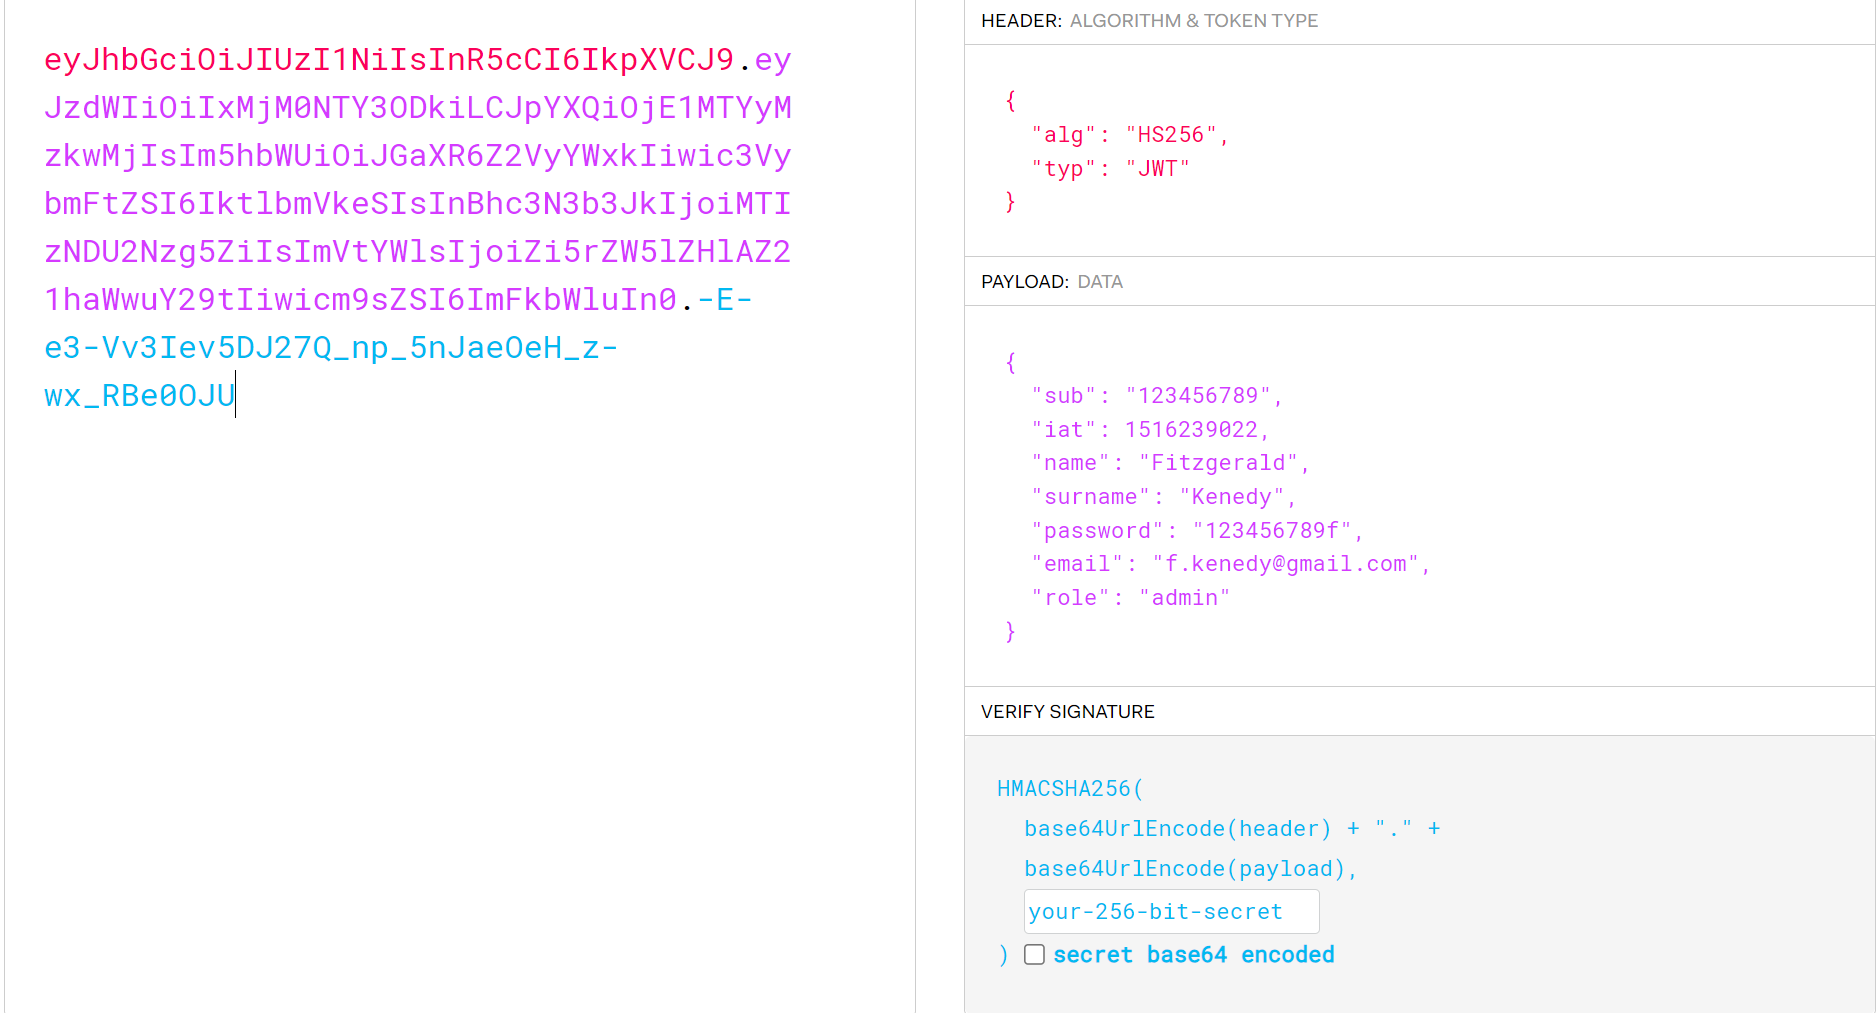 eyJhbGciOiJIUzI1NiIsInR5cCI6IkpXVCJ9.ey
JzdWIiOiIxMjM0NTY3ODkiLCJpYXQiOjE1MTYyM
zkwMjIsIm5hbWUiOiJGaXR6Z2VyYWxkIiwic3Vy
bmFtZSI6IktlbmVkeSIsInBhc3N3b3JkIjoiMTI
zNDU2Nzg5ZiIsImVtYWlsIjoiZi5rZW5lZHlAZ2
1haWwuY29tIiwicm9sZSI6ImFkbWluIn0.-E-
e3-Vv3Iev5DJ27Q_np_5nJaeOeH_z-
wx_RBe0OJU
HEADER: ALGORITHM & TOKEN TYPE
{
  "alg": "HS256",
  "typ": "JWT"
}
PAYLOAD: DATA
{
  "sub": "123456789",
  "iat": 1516239022,
  "name": "Fitzgerald",
  "surname": "Kenedy",
  "password": "123456789f",
  "email": "f.kenedy@gmail.com",
  "role": "admin"
}
VERIFY SIGNATURE
HMACSHA256(
  base64UrlEncode(header) + "." +
  base64UrlEncode(payload),
  your-256-bit-secret
) secret base64 encoded